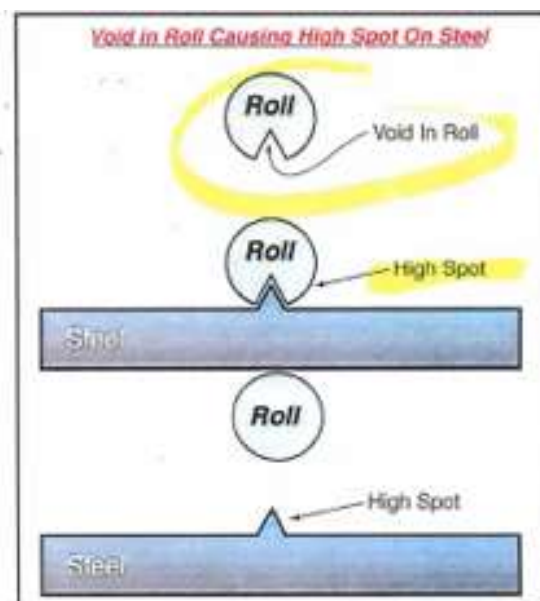 Void in Roll Causing High Spot On Steel
Roll
Void In Roll
Roll
High Spot
Steel
Roll
High Spot
Steel